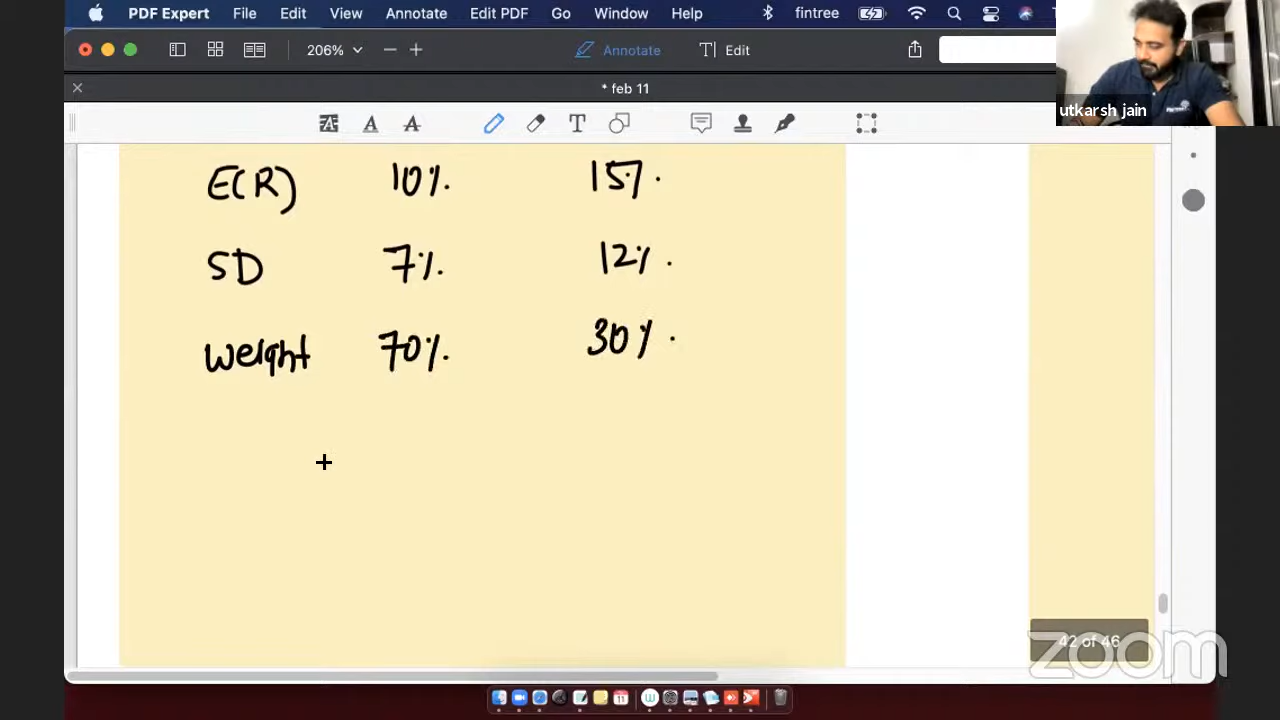 PDF Expert File Edit View Annotate Edit PDF Go Window Help fintree
206% Annotate T| Edit
* feb 11
utkarsh jain
E(R) 10%. 15%.
SD 7%. 12%.
Weight 70%. 30%.
42 of 46
zoom
11